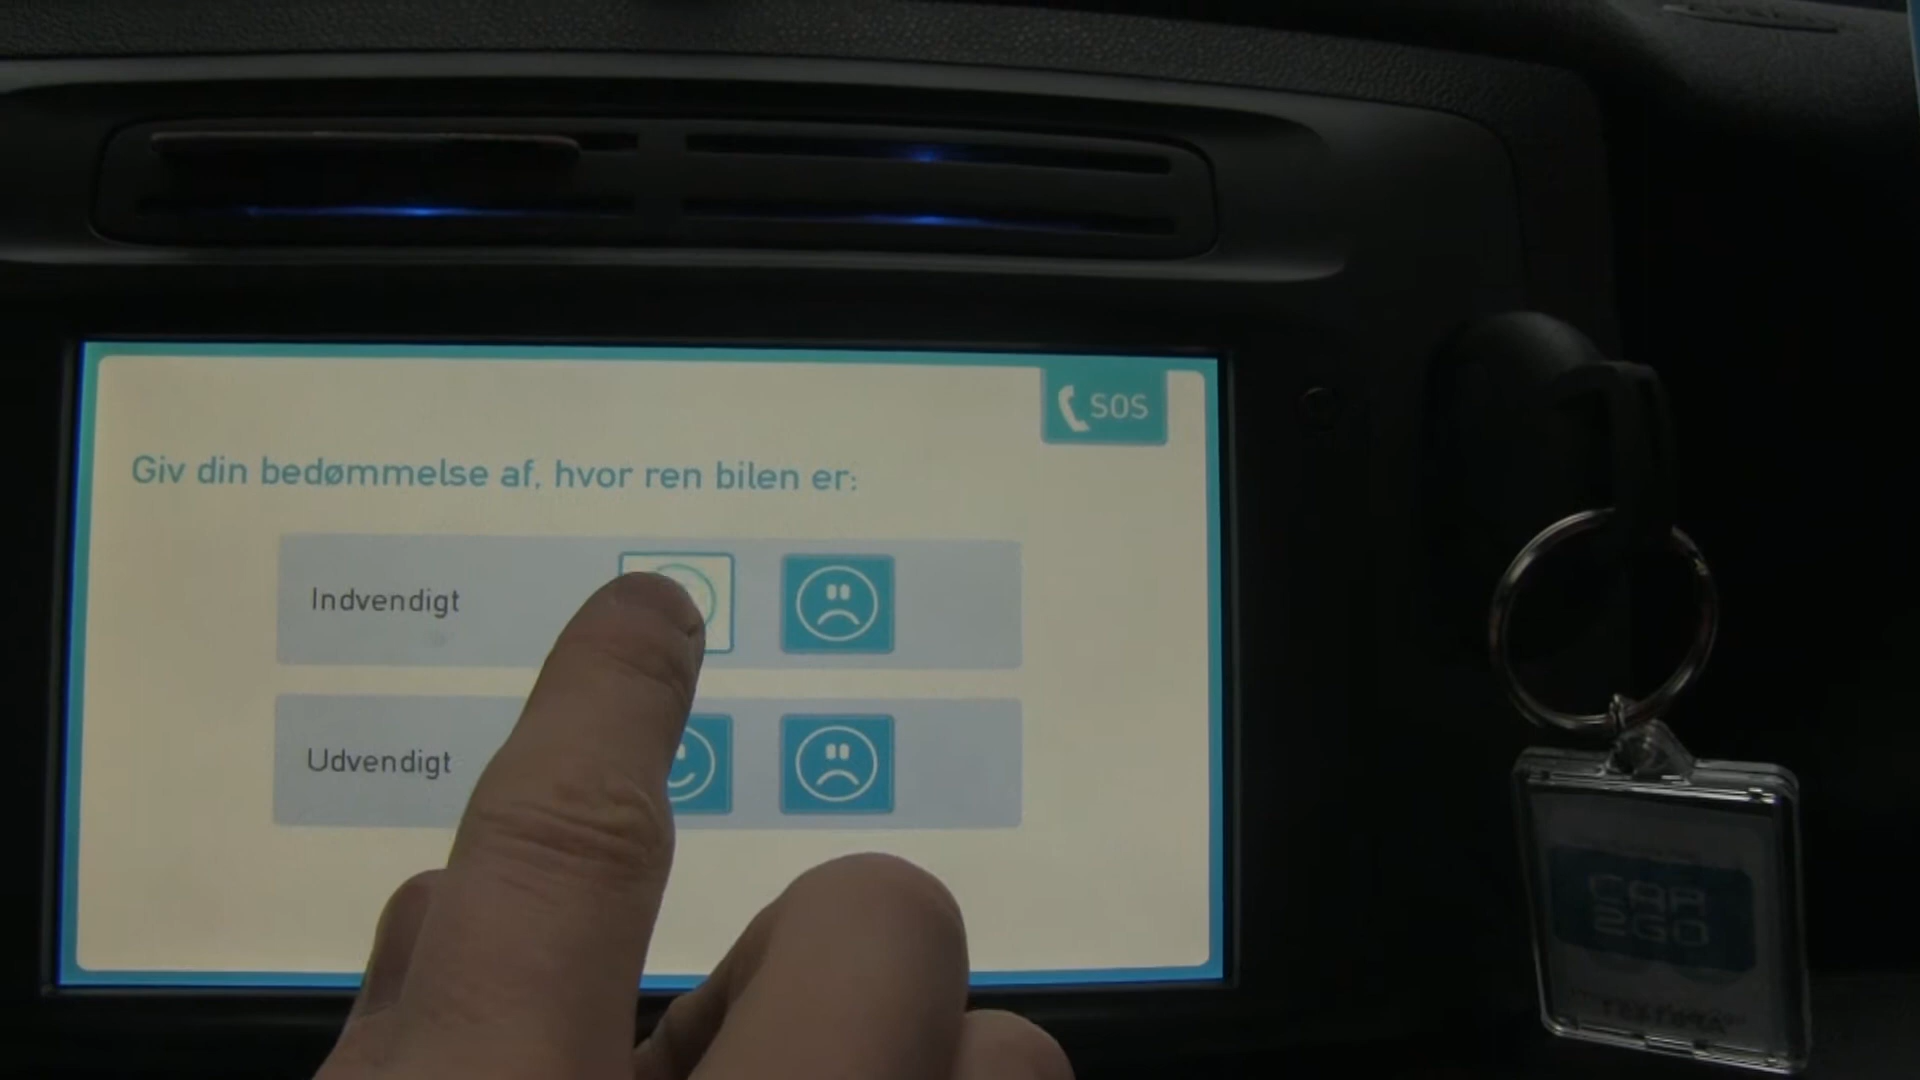 SOS
Giv din bedømmelse af, hvor ren bilen er:
Indvendigt
Udvendigt